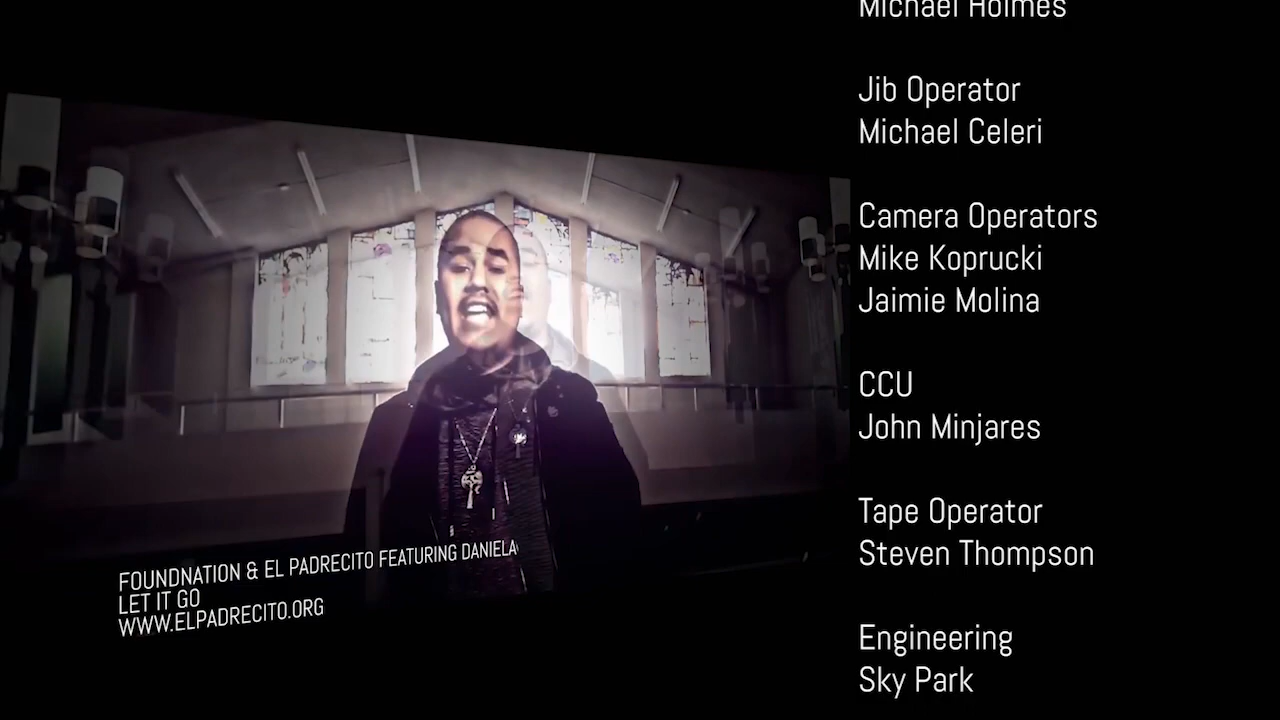 Michael Holmes
Jib Operator
Michael Celeri
Camera Operators
Mike Koprucki
Jaimie Molina
CCU
John Minjares
Tape Operator
Steven Thompson
Engineering
Sky Park
FOUNDNATION & EL PADRECITO FEATURING DANIELA
LET IT GO
WWW.ELPADRECITO.ORG